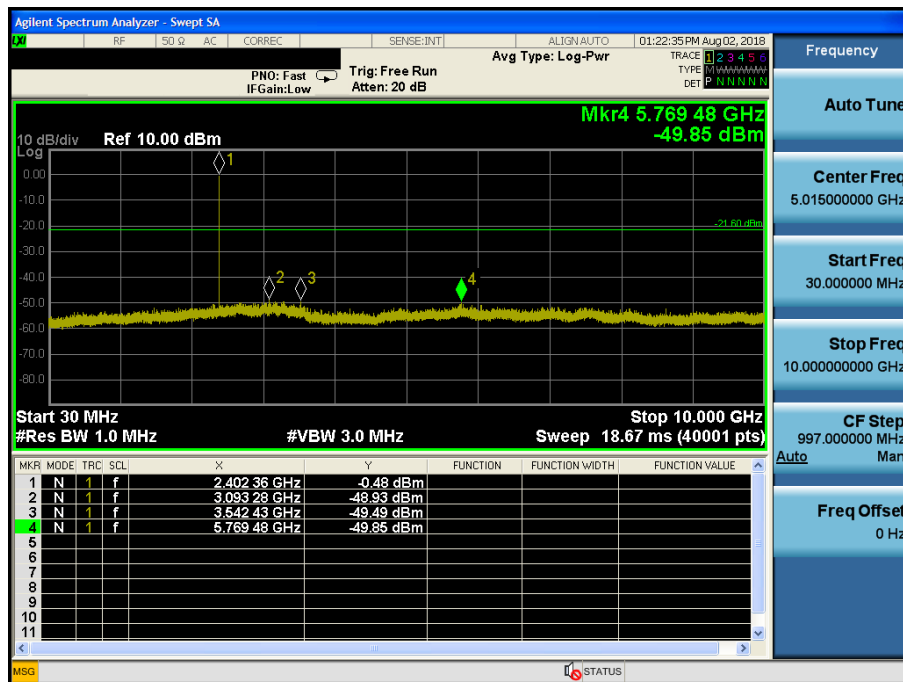 Agilent Spectrum Analyzer - Swept SA
LXI RF 50 Ω AC CORREC SENSE:INT ALIGN AUTO 01:22:35 PM Aug 02, 2018
Avg Type: Log-Pwr
TRACE 1 2 3 4 5 6
PNO: Fast Trig: Free Run
TYPE M W W W W W
IFGain:Low Atten: 20 dB
DET P N N N N N
Mkr4 5.769 48 GHz
-49.85 dBm
10 dB/div Ref 10.00 dBm
Log
1
0.00
-10.0
-20.0
-21.60 dBm
-30.0
-40.0
2 3 4
-50.0
-60.0
-70.0
-80.0
Start 30 MHz Stop 10.000 GHz
#Res BW 1.0 MHz #VBW 3.0 MHz Sweep 18.67 ms (40001 pts)
MKR MODE TRC SCL X Y FUNCTION FUNCTION WIDTH FUNCTION VALUE
1 N 1 f 2.402 36 GHz -0.48 dBm
2 N 1 f 3.093 28 GHz -48.93 dBm
3 N 1 f 3.542 43 GHz -49.49 dBm
4 N 1 f 5.769 48 GHz -49.85 dBm
5
6
7
8
9
10
11
MSG STATUS
Frequency
Auto Tune
Center Freq
5.015000000 GHz
Start Freq
30.000000 MHz
Stop Freq
10.000000000 GHz
CF Step
997.000000 MHz
Auto Man
Freq Offset
0 Hz